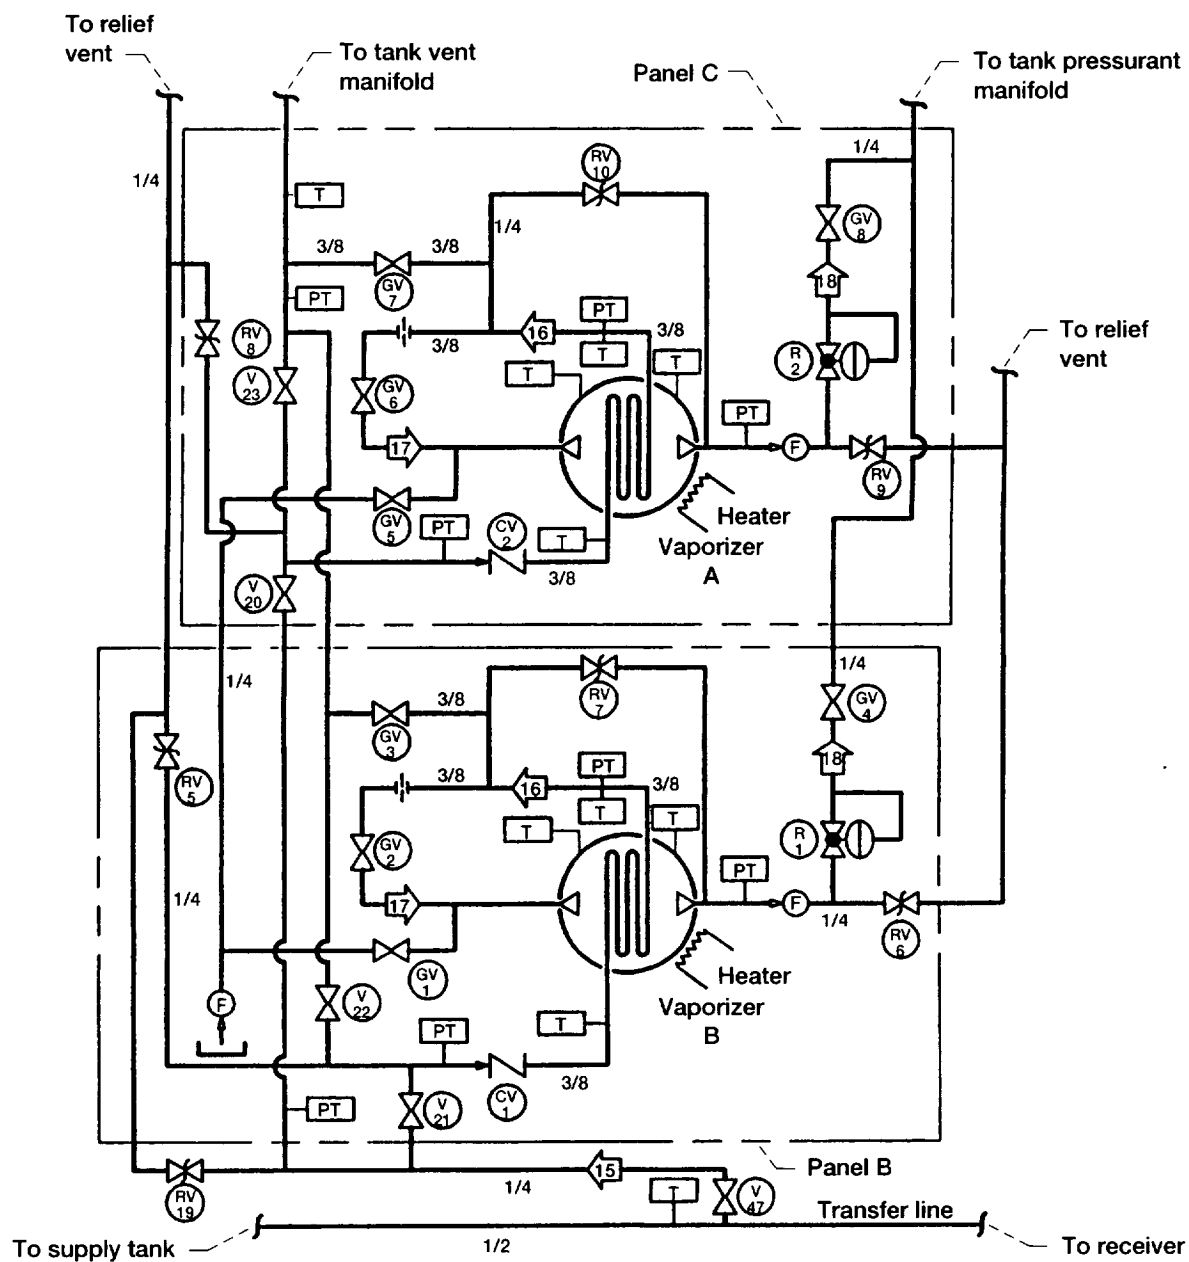 To relief
vent
To tank vent
manifold
Panel C
To tank pressurant
manifold
1/4
RV
10
1/4
T
1/4
GV
8
3/8
3/8
GV
7
18
PT
PT
RV
8
16
3/8
3/8
T
R
2
To relief
vent
T
T
V
23
GV
6
PT
17
F
RV
9
GV
5
PT
CV
2
T
Heater
Vaporizer
A
3/8
V
20
1/4
1/4
RV
7
3/8
GV
4
GV
3
18
PT
3/8
16
3/8
RV
5
T
T
T
R
1
GV
2
PT
1/4
17
F
1/4
RV
6
GV
1
Heater
Vaporizer
B
F
V
22
T
PT
3/8
CV
1
PT
V
21
Panel B
15
1/4
RV
19
T
V
47
Transfer line
To supply tank
1/2
To receiver